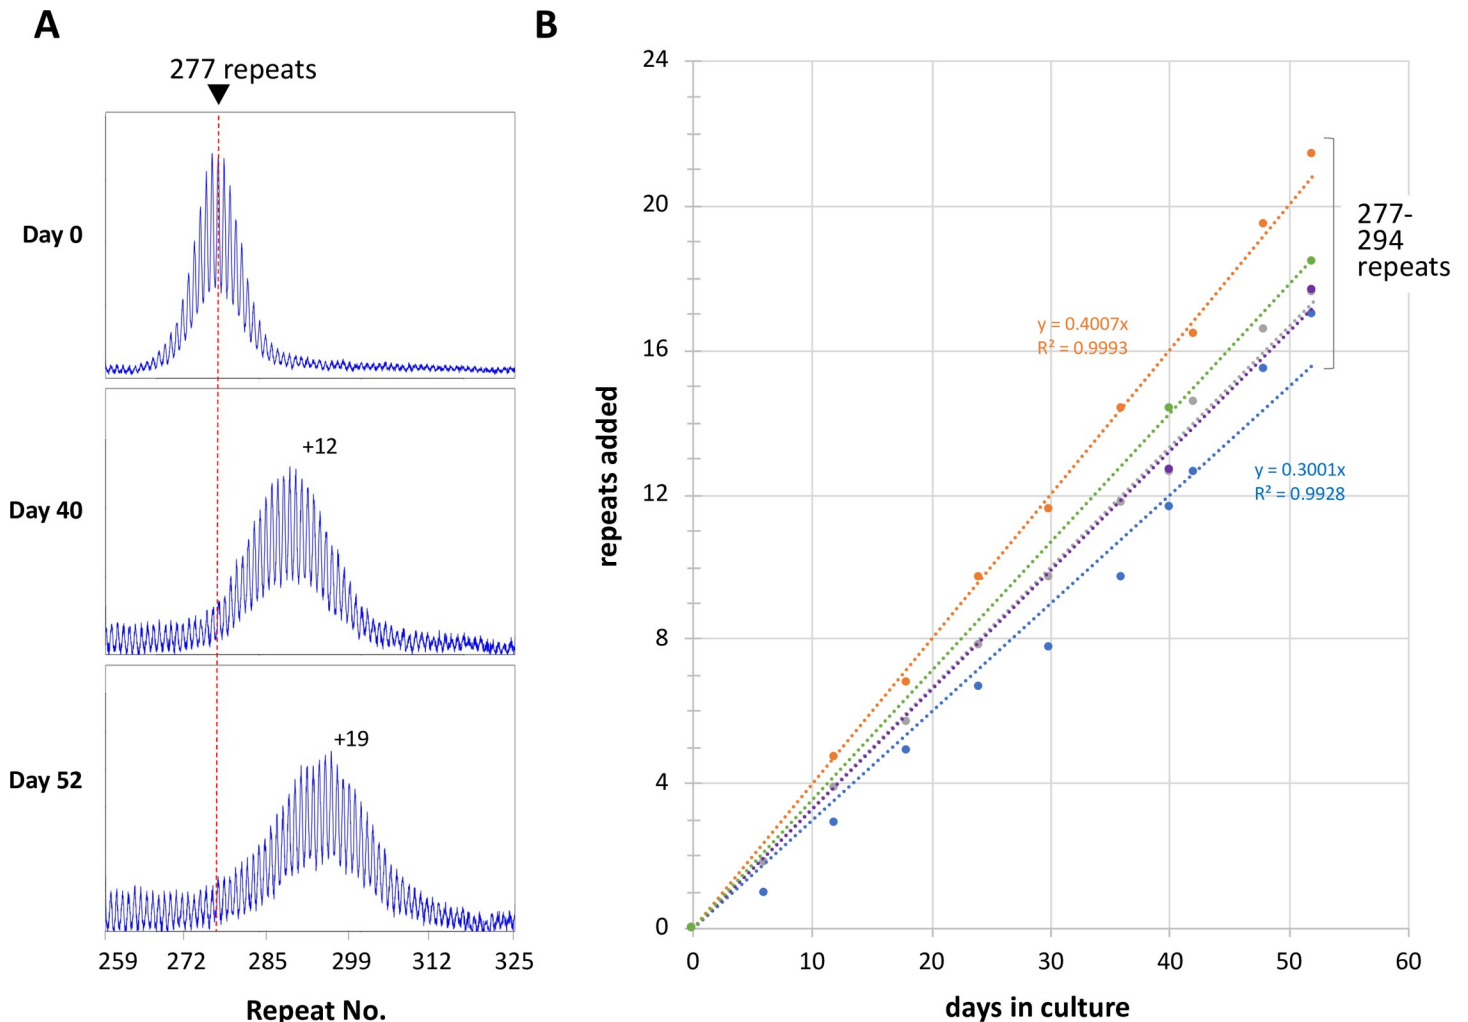 A
277 repeats
Day 0
+12
Day 40
+19
Day 52
259 272 285 299 312 325
Repeat No.
B
24
20
16
12
8
4
0
repeats added
y = 0.4007x
R² = 0.9993
y = 0.3001x
R² = 0.9928
277-
294
repeats
0 10 20 30 40 50 60
days in culture